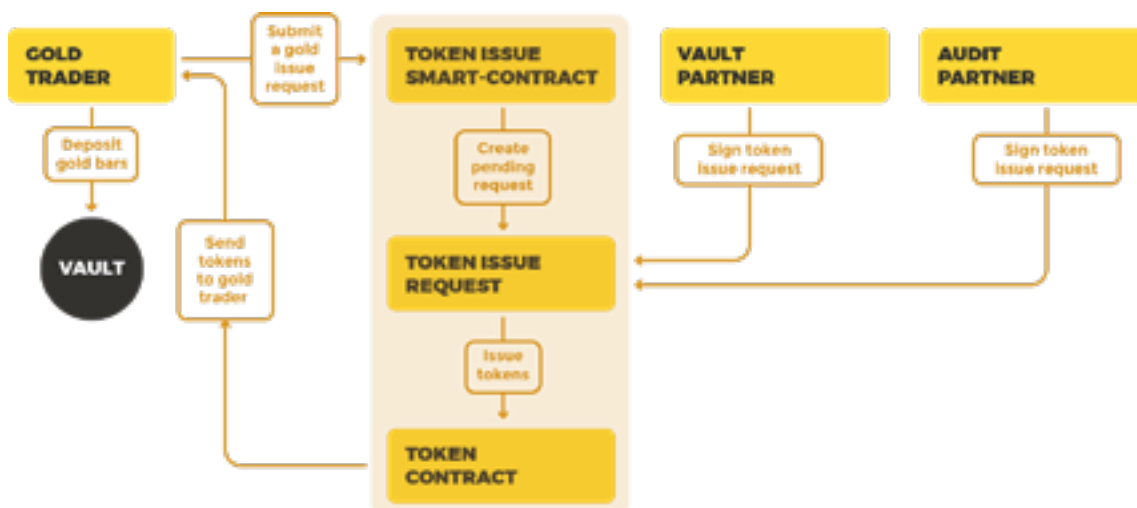 GOLD
TRADER
Submit
a gold
issue
request
TOKEN ISSUE
SMART-CONTRACT
VAULT
PARTNER
AUDIT
PARTNER
Deposit
gold bars
Create
pending
request
Sign token
issue request
Sign token
issue request
VAULT
Send
tokens
to gold
trader
TOKEN ISSUE
REQUEST
Issue
tokens
TOKEN
CONTRACT